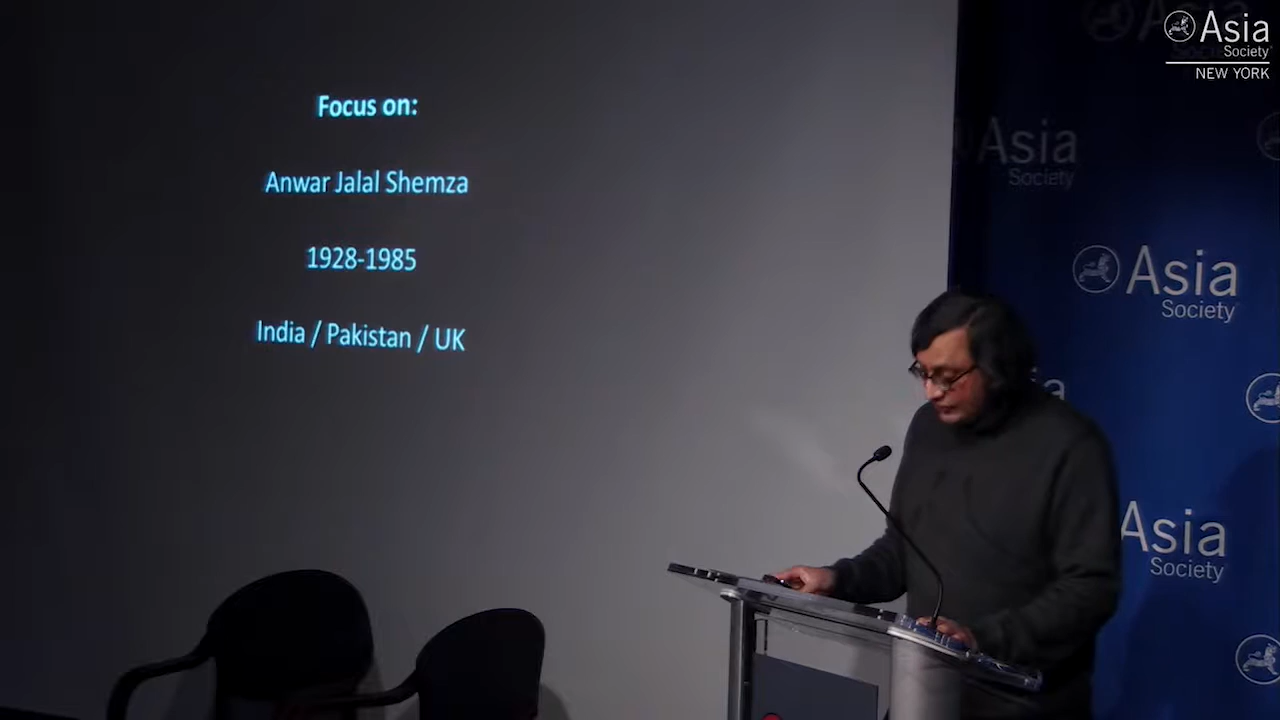 Focus on:
Anwar Jalal Shemza
1928-1985
India / Pakistan / UK
Asia
Society
NEW YORK
Asia
Society
Asia
Society
Asia
Society